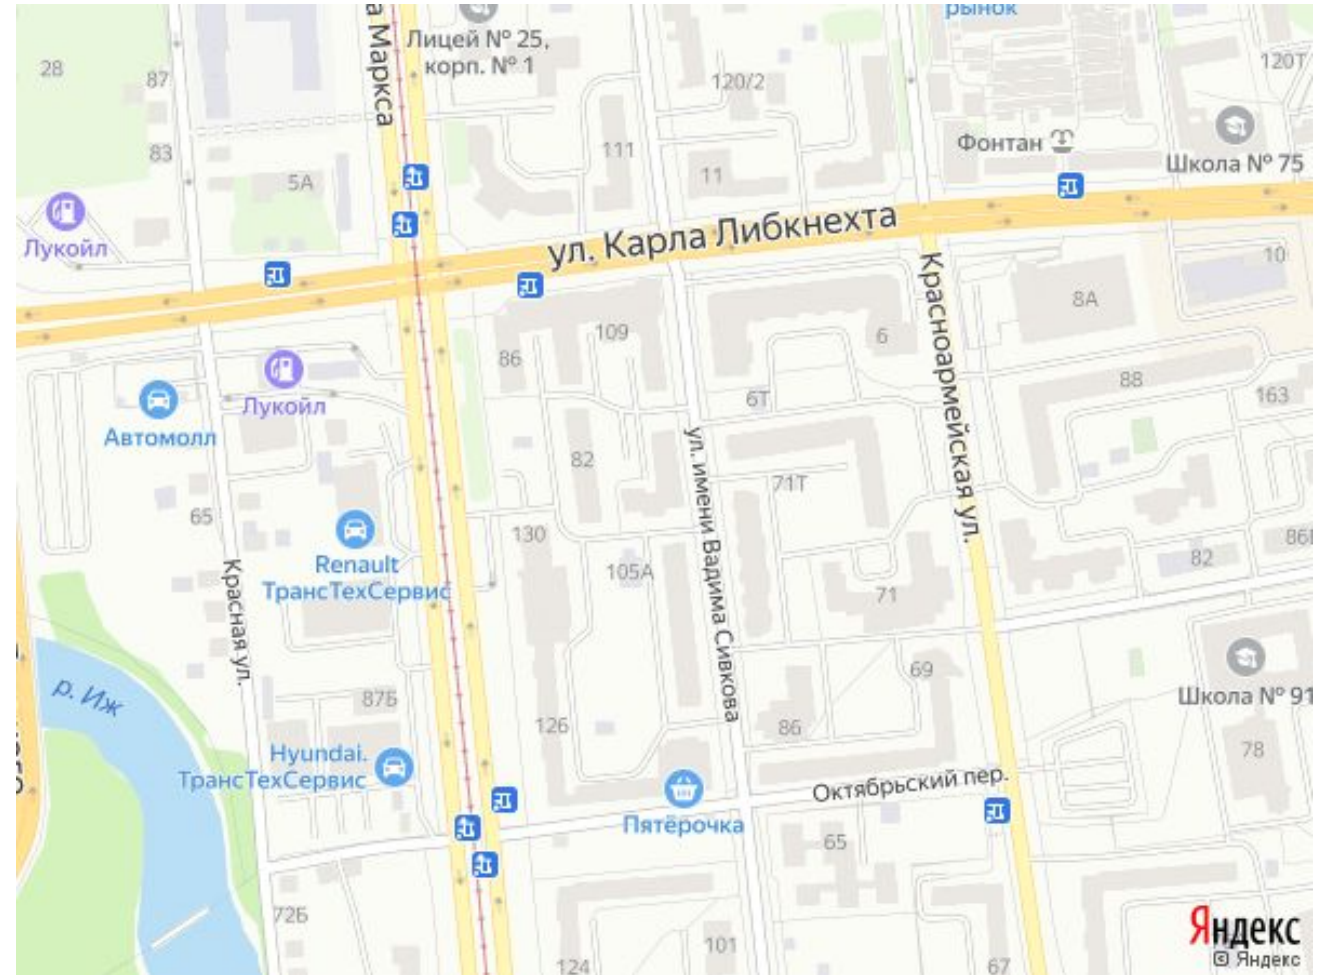 рынок
а Маркса
Лицей № 25,
корп. № 1
28
87
120/2
120Т
83
5А
111
11
Фонтан
Школа № 75
Лукойл
ул. Карла Либкнехта
10
8А
109
86
6
Красноармейская ул.
88
163
6Т
Лукойл
Автомолл
82
71Т
ул. имени Вадима Сивкова
65
130
Renault
ТрансТехСервис
105А
82
71
Красная ул.
69
Школа № 91
р. Иж
87Б
126
86
78
Hyundai.
ТрансТехСервис
Октябрьский пер.
Пятёрочка
65
72Б
101
124
67
Яндекс
© Яндекс